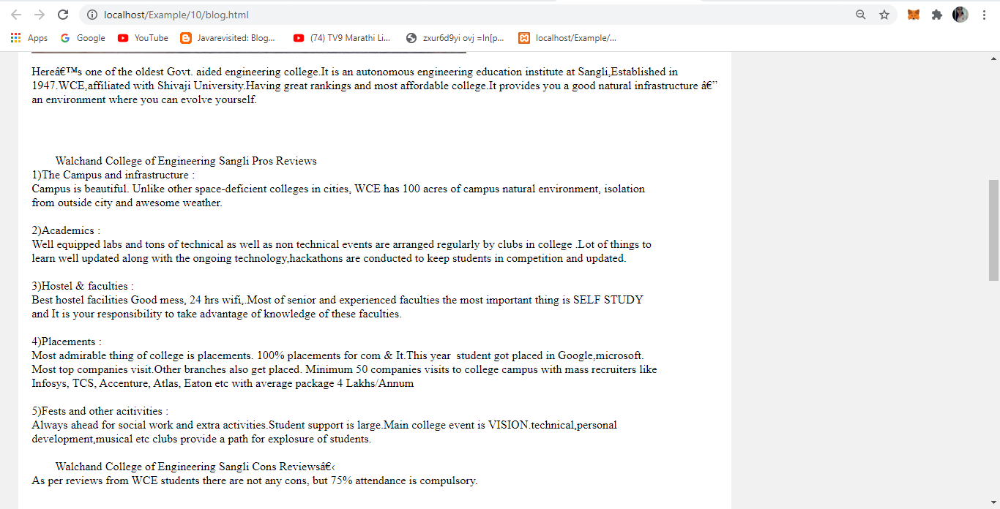 localhost/Example/10/blog.html
Apps Google YouTube Javarevisited: Blog... (74) TV9 Marathi Li... zxur6d9yi ovj =ln[p... localhost/Example/...
Hereâ€™s one of the oldest Govt. aided engineering college.It is an autonomous engineering education institute at Sangli,Established in
1947.WCE,affiliated with Shivaji University.Having great rankings and most affordable college.It provides you a good natural infrastructure â€¨
an environment where you can evolve yourself.
Walchand College of Engineering Sangli Pros Reviews
1)The Campus and infrastructure :
Campus is beautiful. Unlike other space-deficient colleges in cities, WCE has 100 acres of campus natural environment, isolation
from outside city and awesome weather.
2)Academics :
Well equipped labs and tons of technical as well as non technical events are arranged regularly by clubs in college .Lot of things to
learn well updated along with the ongoing technology,hackathons are conducted to keep students in competition and updated.
3)Hostel & faculties :
Best hostel facilities Good mess, 24 hrs wifi,.Most of senior and experienced faculties the most important thing is SELF STUDY
and It is your responsibility to take advantage of knowledge of these faculties.
4)Placements :
Most admirable thing of college is placements. 100% placements for com & It.This year  student got placed in Google,microsoft.
Most top companies visit.Other branches also get placed. Minimum 50 companies visits to college campus with mass recruiters like
Infosys, TCS, Accenture, Atlas, Eaton etc with average package 4 Lakhs/Annum
5)Fests and other acitivities :
Always ahead for social work and extra activities.Student support is large.Main college event is VISION.technical,personal
development,musical etc clubs provide a path for explosure of students.
Walchand College of Engineering Sangli Cons Reviewsâ€‹
As per reviews from WCE students there are not any cons, but 75% attendance is compulsory.